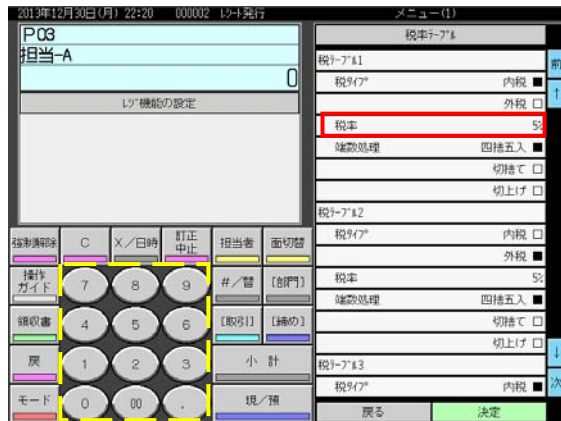 2013年12月30日(月) 22:20 000002 レシート発行 メニュー(1)
P03
担当-A
0
レジ機能の設定
強制解除 C X/日時 訂正中止 担当者 面切替
操作ガイド 7 8 9 #/替 [部門]
領収書 4 5 6 [取引] [締め]
戻 1 2 3 小 計
モード 0 00 . 現/預
税率テーブル
税テーブル1
税タイプ 内税 ■
外税 □
税率 5%
端数処理 四捨五入 ■
切捨て □
切上げ □
税テーブル2
税タイプ 内税 □
外税 ■
税率 5%
端数処理 四捨五入 ■
切捨て □
切上げ □
税テーブル3
税タイプ 内税 ■
戻る 決定
前
↑
↓
次